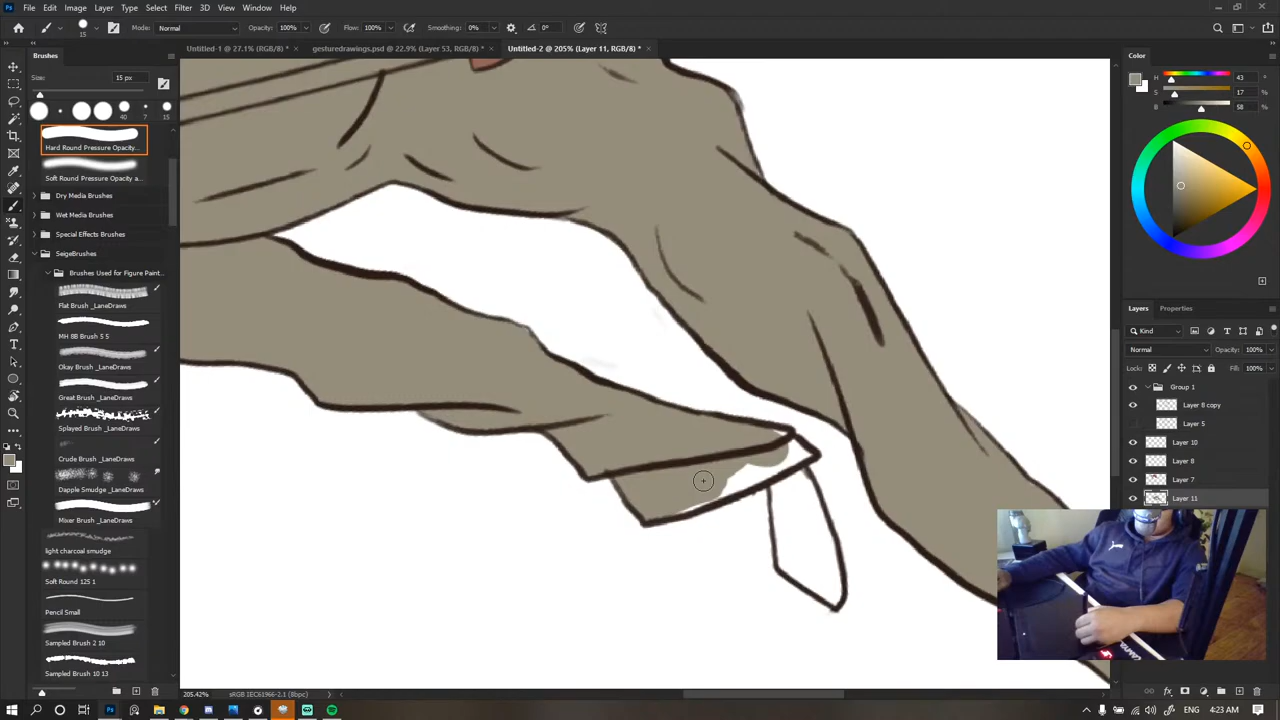 File Edit Image Layer Type Select Filter 3D View Window Help
15 Mode: Normal Opacity: 100% Flow: 100% Smoothing: 0% 0°
Untitled-1 @ 27.1% (RGB/8) * × gesturedrawings.psd @ 22.9% (Layer 53, RGB/8) * × Untitled-2 @ 205% (Layer 11, RGB/8) * ×
Brushes
Size: 15 px
40 7 15
Hard Round Pressure Opacity...
Soft Round Pressure Opacity a...
Dry Media Brushes
Wet Media Brushes
Special Effects Brushes
SeigeBrushes
Brushes Used for Figure Paint...
Flat Brush _LaneDraws
MH 8B Brush 5 5
Okay Brush _LaneDraws
Great Brush _LaneDraws
Splayed Brush _LaneDraws
Crude Brush _LaneDraws
Dapple Smudge _LaneDraws
Mixer Brush _LaneDraws
light charcoal smudge
Soft Round 125 1
Pencil Small
Sampled Brush 2 10
Sampled Brush 10 13
Color
H 43 °
S 17 %
B 58 %
Layers Properties
Kind
Normal Opacity: 100%
Lock: Fill: 100%
Group 1
Layer 8 copy
Layer 5
Layer 10
Layer 8
Layer 7
Layer 11
205.42% sRGB IEC61966-2.1 (8bpc)
4:23 AM